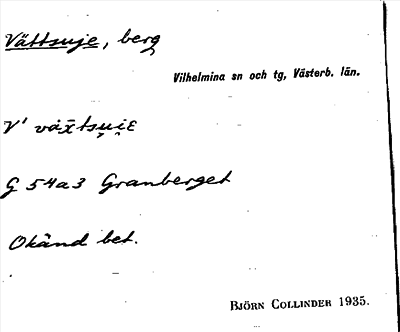 Vättsuje, berg
Vilhelmina sn och tg, Västerb. län.
G 54a3 Granberget
Okänd bet.
BJÖRN COLLINDER 1935.